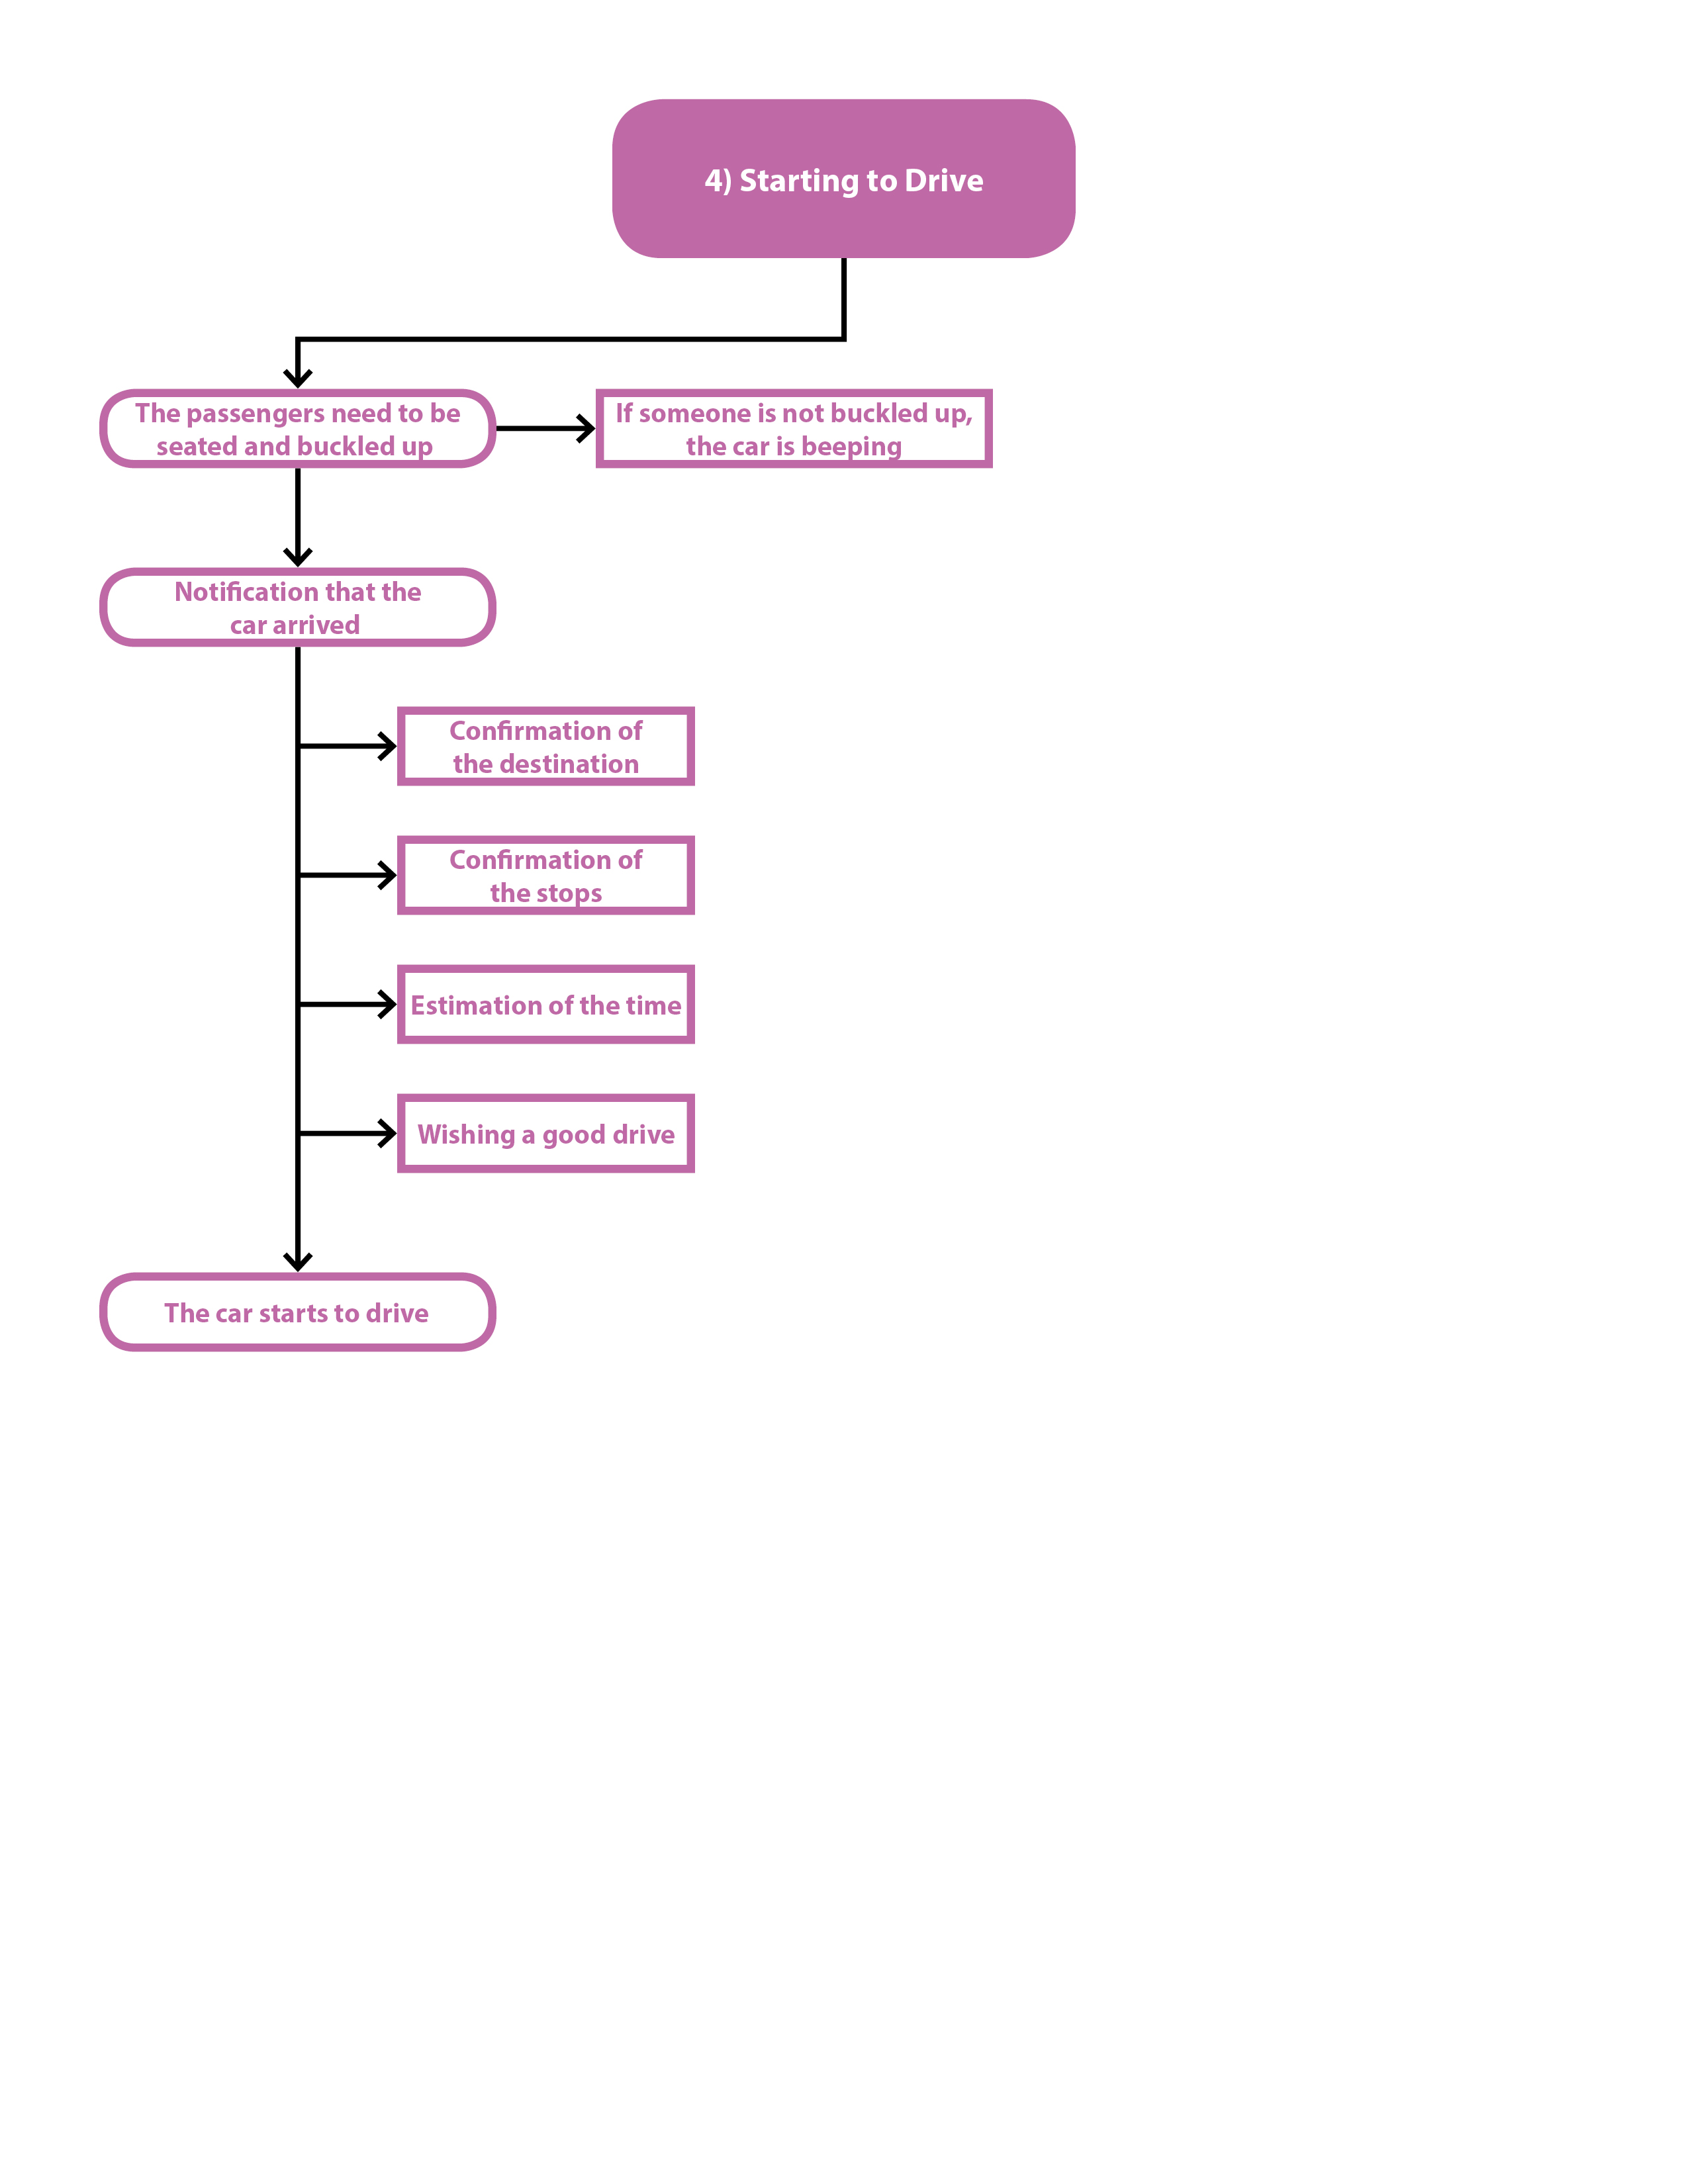 4) Starting to Drive
The passengers need to be
seated and buckled up
If someone is not buckled up,
the car is beeping
Notification that the
car arrived
Confirmation of
the destination
Confirmation of
the stops
Estimation of the time
Wishing a good drive
The car starts to drive